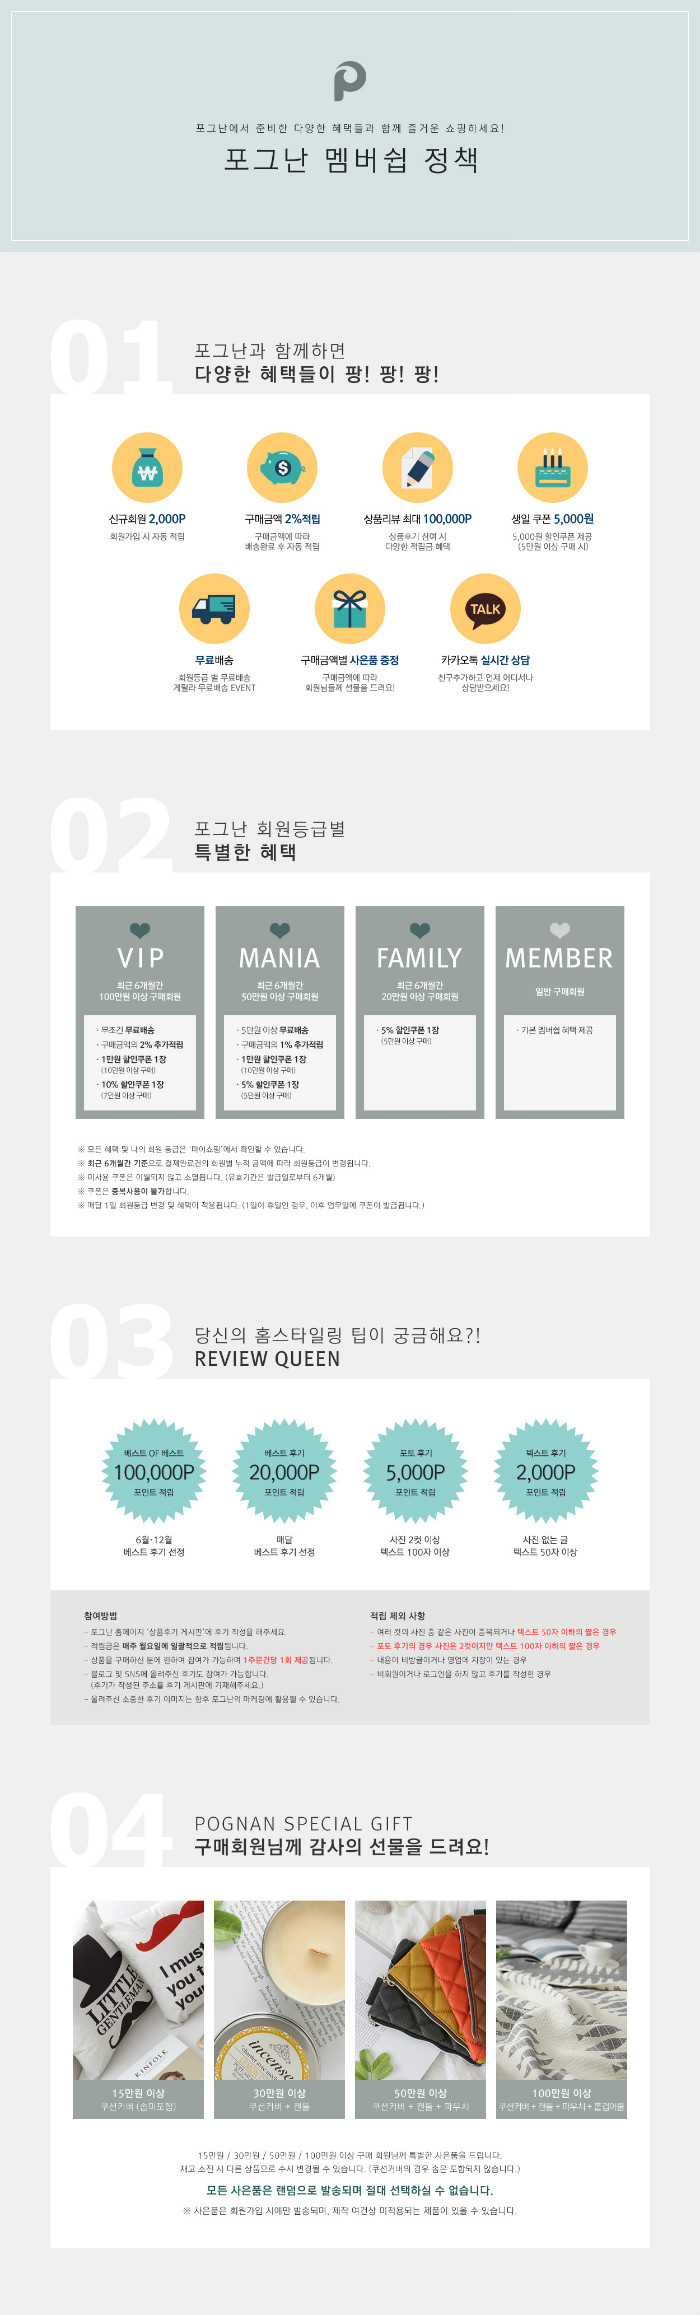 포그난에서 준비한 다양한 혜택들과 함께 즐거운 쇼핑하세요!
포그난 멤버쉽 정책
01
포그난과 함께하면
다양한 혜택들이 팡! 팡! 팡!
신규회원 2,000P
회원가입 시 자동 적립
구매금액 2%적립
구매금액에 따라
배송완료 후 자동 적립
상품리뷰 최대 100,000P
상품후기 참여 시
다양한 적립금 혜택
생일 쿠폰 5,000원
5,000원 할인쿠폰 제공
(5만원 이상 구매 시)
무료배송
회원등급 별 무료배송
게릴라 무료배송 EVENT
구매금액별 사은품 증정
구매금액에 따라
회원님들께 선물을 드려요!
TALK
카카오톡 실시간 상담
친구추가하고 언제 어디서나
상담받으세요!
02
포그난 회원등급별
특별한 혜택
VIP
최근 6개월간
100만원 이상 구매회원
· 무조건 무료배송
· 구매금액의 2% 추가적립
· 1만원 할인쿠폰 1장
(10만원 이상 구매)
· 10% 할인쿠폰 1장
(7만원 이상 구매)
MANIA
최근 6개월간
50만원 이상 구매회원
· 5만원 이상 무료배송
· 구매금액의 1% 추가적립
· 1만원 할인쿠폰 1장
(10만원 이상 구매)
· 5% 할인쿠폰 1장
(5만원 이상 구매)
FAMILY
최근 6개월간
20만원 이상 구매회원
· 5% 할인쿠폰 1장
(5만원 이상 구매)
MEMBER
일반 구매회원
· 기본 멤버쉽 혜택 제공
※ 모든 혜택 및 나의 회원 등급은 '마이쇼핑'에서 확인할 수 있습니다.
※ 최근 6개월간 기준으로 결제완료건의 회원별 누적 금액에 따라 회원등급이 변경됩니다.
※ 미사용 쿠폰은 이월되지 않고 소멸됩니다. (유효기간은 발급일로부터 6개월)
※ 쿠폰은 중복사용이 불가합니다.
※ 매달 1일 회원등급 변경 및 혜택이 적용됩니다. (1일이 휴일인 경우, 이후 업무일에 쿠폰이 발급됩니다.)
03
당신의 홈스타일링 팁이 궁금해요?!
REVIEW QUEEN
베스트 OF 베스트
100,000P
포인트 적립
6월·12월
베스트 후기 선정
베스트 후기
20,000P
포인트 적립
매달
베스트 후기 선정
포토 후기
5,000P
포인트 적립
사진 2컷 이상
텍스트 100자 이상
텍스트 후기
2,000P
포인트 적립
사진 없는 글
텍스트 50자 이상
참여방법
- 포그난 홈페이지 '상품후기 게시판'에 후기 작성을 해주세요.
- 적립금은 매주 월요일에 일괄적으로 적립됩니다.
- 상품을 구매하신 분에 한하여 참여가 가능하며 1주문건당 1회 제공됩니다.
- 블로그 및 SNS에 올려주신 후기도 참여가 가능합니다.
(후기가 작성된 주소를 후기 게시판에 기재해주세요.)
- 올려주신 소중한 후기 이미지는 향후 포그난의 마케팅에 활용될 수 있습니다.
적립 제외 사항
- 여러 컷의 사진 중 같은 사진이 중복되거나 텍스트 50자 이하의 짧은 경우
- 포토 후기의 경우 사진은 2컷이지만 텍스트 100자 이하의 짧은 경우
- 내용이 비방글이거나 영업에 지장이 있는 경우
- 비회원이거나 로그인을 하지 않고 후기를 작성한 경우
04
POGNAN SPECIAL GIFT
구매회원님께 감사의 선물을 드려요!
LITTLE
GENTLEMAN
I must
you t
your
KINFOLK
incense
15만원 이상
쿠션커버 (솜미포함)
30만원 이상
쿠션커버 + 캔들
50만원 이상
쿠션커버 + 캔들 + 파우치
100만원 이상
쿠션커버 + 캔들 + 파우치 + 홑겹이불
15만원 / 30만원 / 50만원 / 100만원 이상 구매 회원님께 특별한 사은품을 드립니다.
재고 소진 시 다른 상품으로 수시 변경될 수 있습니다. (쿠션커버의 경우 솜은 포함되지 않습니다.)
모든 사은품은 랜덤으로 발송되며 절대 선택하실 수 없습니다.
※ 사은품은 회원가입 시에만 발송되며, 제작 여건상 미적용되는 제품이 있을 수 있습니다.